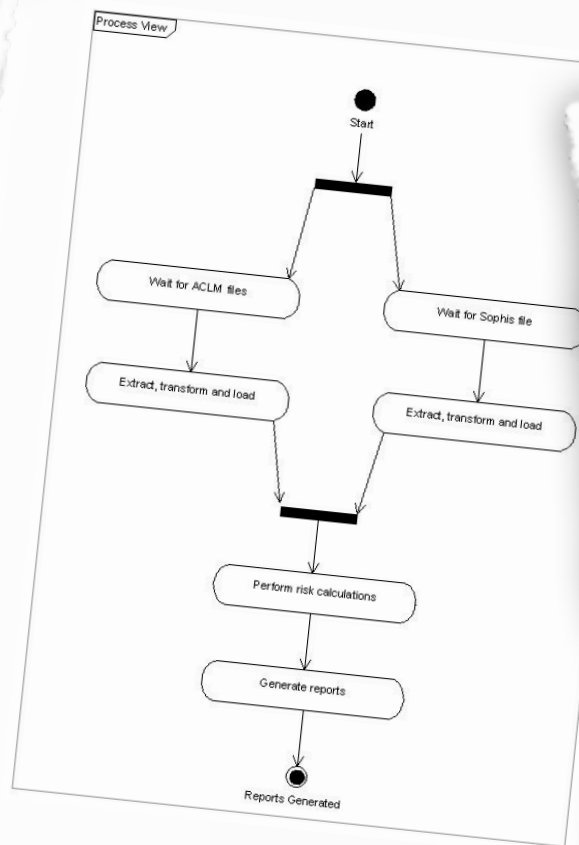 Process View
Start
Wait for ACLM files
Wait for Sophis file
Extract, transform and load
Extract, transform and load
Perform risk calculations
Generate reports
Reports Generated